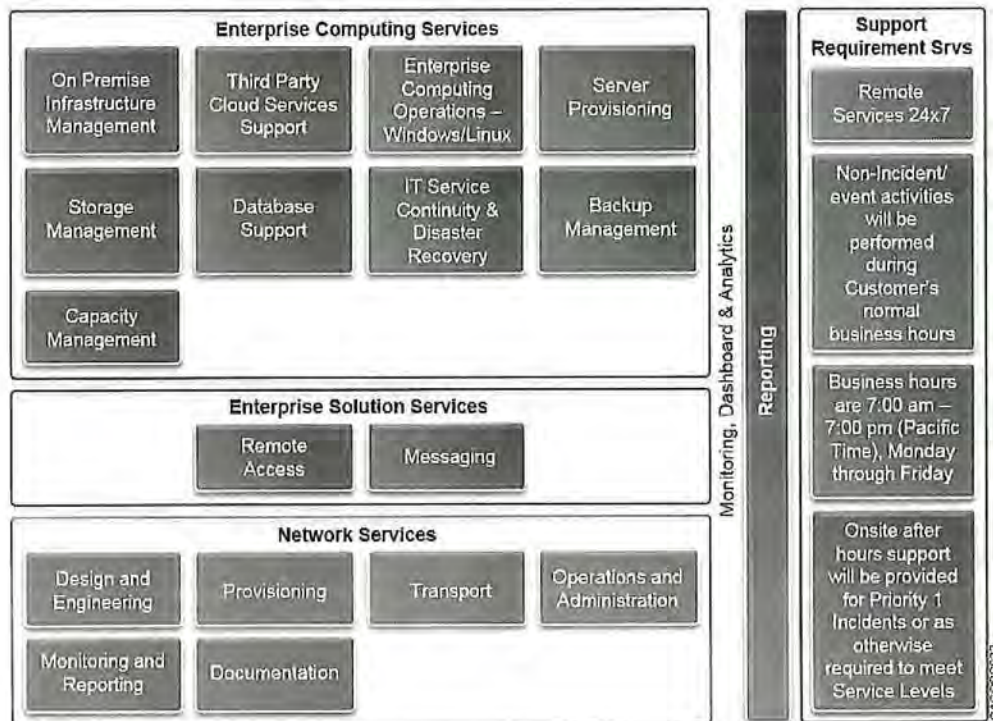 Enterprise Computing Services
On Premise
Infrastructure
Management
Third Party
Cloud Services
Support
Enterprise
Computing
Operations –
Windows/Linux
Server
Provisioning
Storage
Management
Database
Support
IT Service
Continuity &
Disaster
Recovery
Backup
Management
Capacity
Management
Enterprise Solution Services
Remote
Access
Messaging
Network Services
Design and
Engineering
Provisioning
Transport
Operations and
Administration
Monitoring and
Reporting
Documentation
Monitoring, Dashboard & Analytics
Reporting
Support
Requirement Srvs
Remote
Services 24x7
Non-Incident/
event activities
will be
performed
during
Customer's
normal
business hours
Business hours
are 7:00 am –
7:00 pm (Pacific
Time), Monday
through Friday
Onsite after
hours support
will be provided
for Priority 1
Incidents or as
otherwise
required to meet
Service Levels